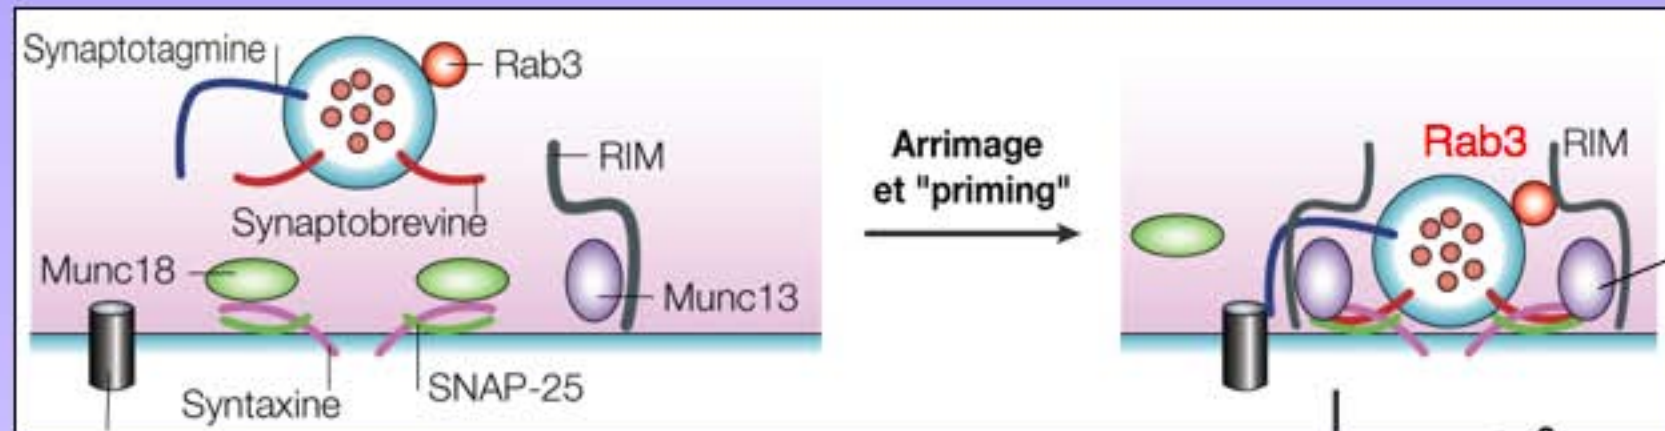 Synaptotagmine
Rab3
RIM
Synaptobrevine
Munc18
Munc13
SNAP-25
Syntaxine
Arrimage
et "priming"
Rab3
RIM